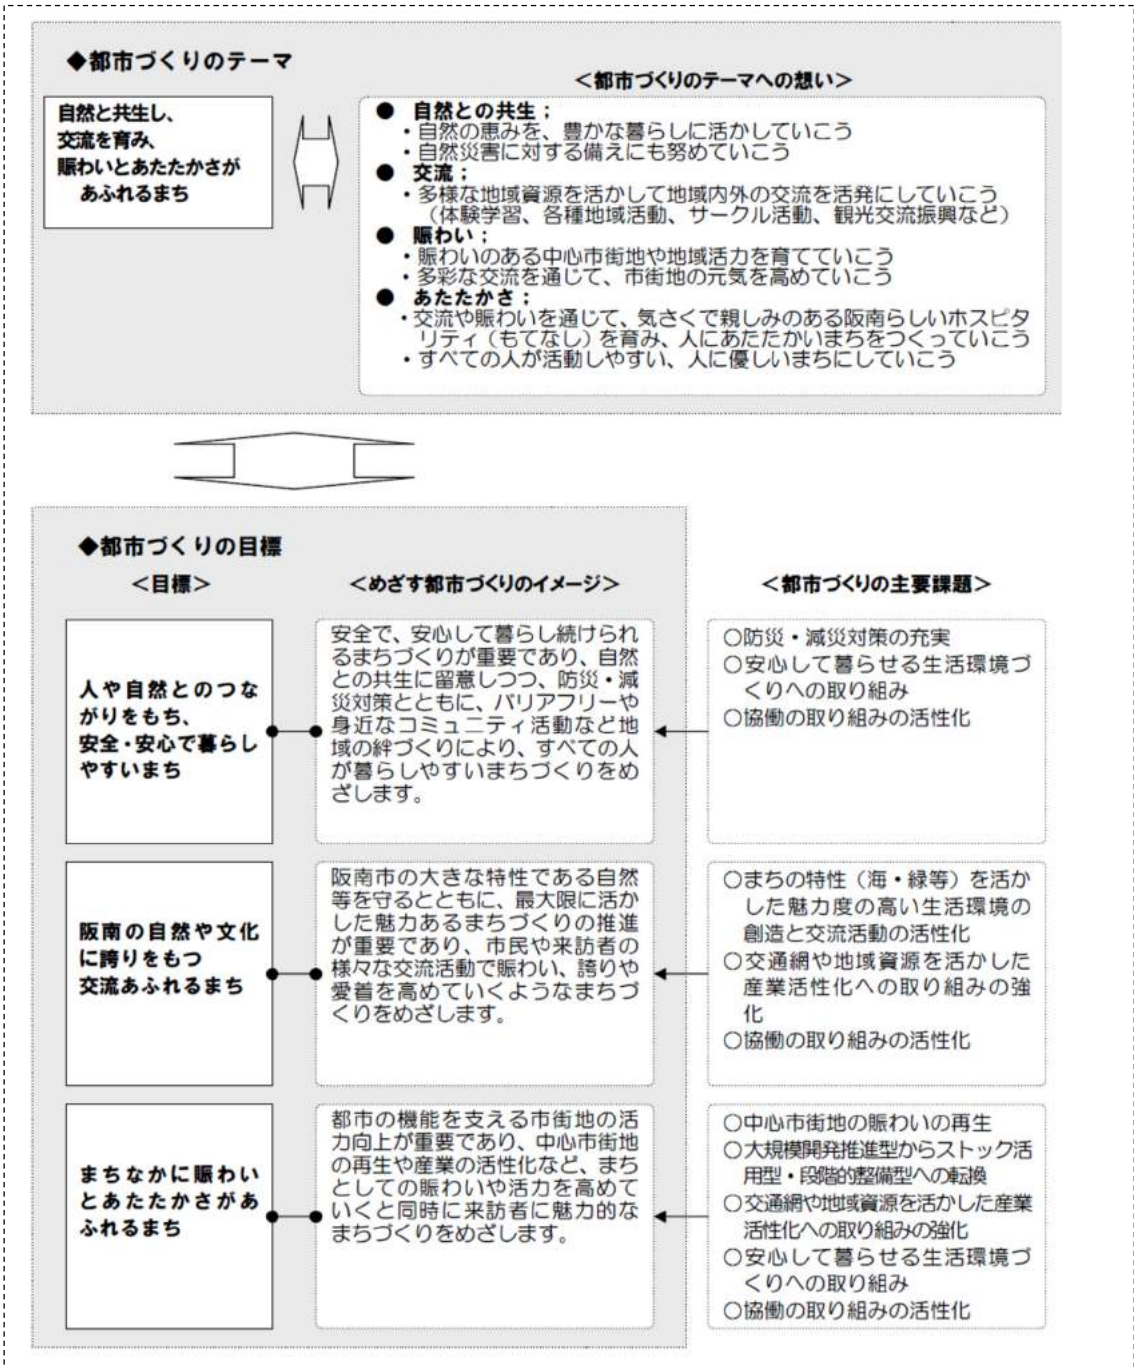 ◆都市づくりのテーマ
自然と共生し、
交流を育み、
賑わいとあたたかさが
あふれるまち
＜都市づくりのテーマへの想い＞
● 自然との共生；
・自然の恵みを、豊かな暮らしに活かしていこう
・自然災害に対する備えにも努めていこう
● 交流；
・多様な地域資源を活かして地域内外の交流を活発にしていこう
（体験学習、各種地域活動、サークル活動、観光交流振興など）
● 賑わい；
・賑わいのある中心市街地や地域活力を育てていこう
・多彩な交流を通じて、市街地の元気を高めていこう
● あたたかさ；
・交流や賑わいを通じて、気さくで親しみのある阪南らしいホスピタ
リティ（もてなし）を育み、人にあたたかいまちをつくっていこう
・すべての人が活動しやすい、人に優しいまちにしていこう
◆都市づくりの目標
＜目標＞
＜めざす都市づくりのイメージ＞
＜都市づくりの主要課題＞
人や自然とのつな
がりをもち、
安全・安心で暮らし
やすいまち
安全で、安心して暮らし続けられ
るまちづくりが重要であり、自然
との共生に留意しつつ、防災・減
災対策とともに、バリアフリーや
身近なコミュニティ活動など地
域の絆づくりにより、すべての人
が暮らしやすいまちづくりをめ
ざします。
○防災・減災対策の充実
○安心して暮らせる生活環境づ
くりへの取り組み
○協働の取り組みの活性化
阪南の自然や文化
に誇りをもつ
交流あふれるまち
阪南市の大きな特性である自然
等を守るとともに、最大限に活か
した魅力あるまちづくりの推進
が重要であり、市民や来訪者の
様々な交流活動で賑わい、誇りや
愛着を高めていくようなまちづ
くりをめざします。
○まちの特性（海・緑等）を活か
した魅力度の高い生活環境の
創造と交流活動の活性化
○交通網や地域資源を活かした
産業活性化への取り組みの強
化
○協働の取り組みの活性化
まちなかに賑わい
とあたたかさがあ
ふれるまち
都市の機能を支える市街地の活
力向上が重要であり、中心市街地
の再生や産業の活性化など、まち
としての賑わいや活力を高めて
いくと同時に来訪者に魅力的な
まちづくりをめざします。
○中心市街地の賑わいの再生
○大規模開発推進型からストック活
用型・段階的整備型への転換
○交通網や地域資源を活かした産業
活性化への取り組みの強化
○安心して暮らせる生活環境づ
くりへの取り組み
○協働の取り組みの活性化